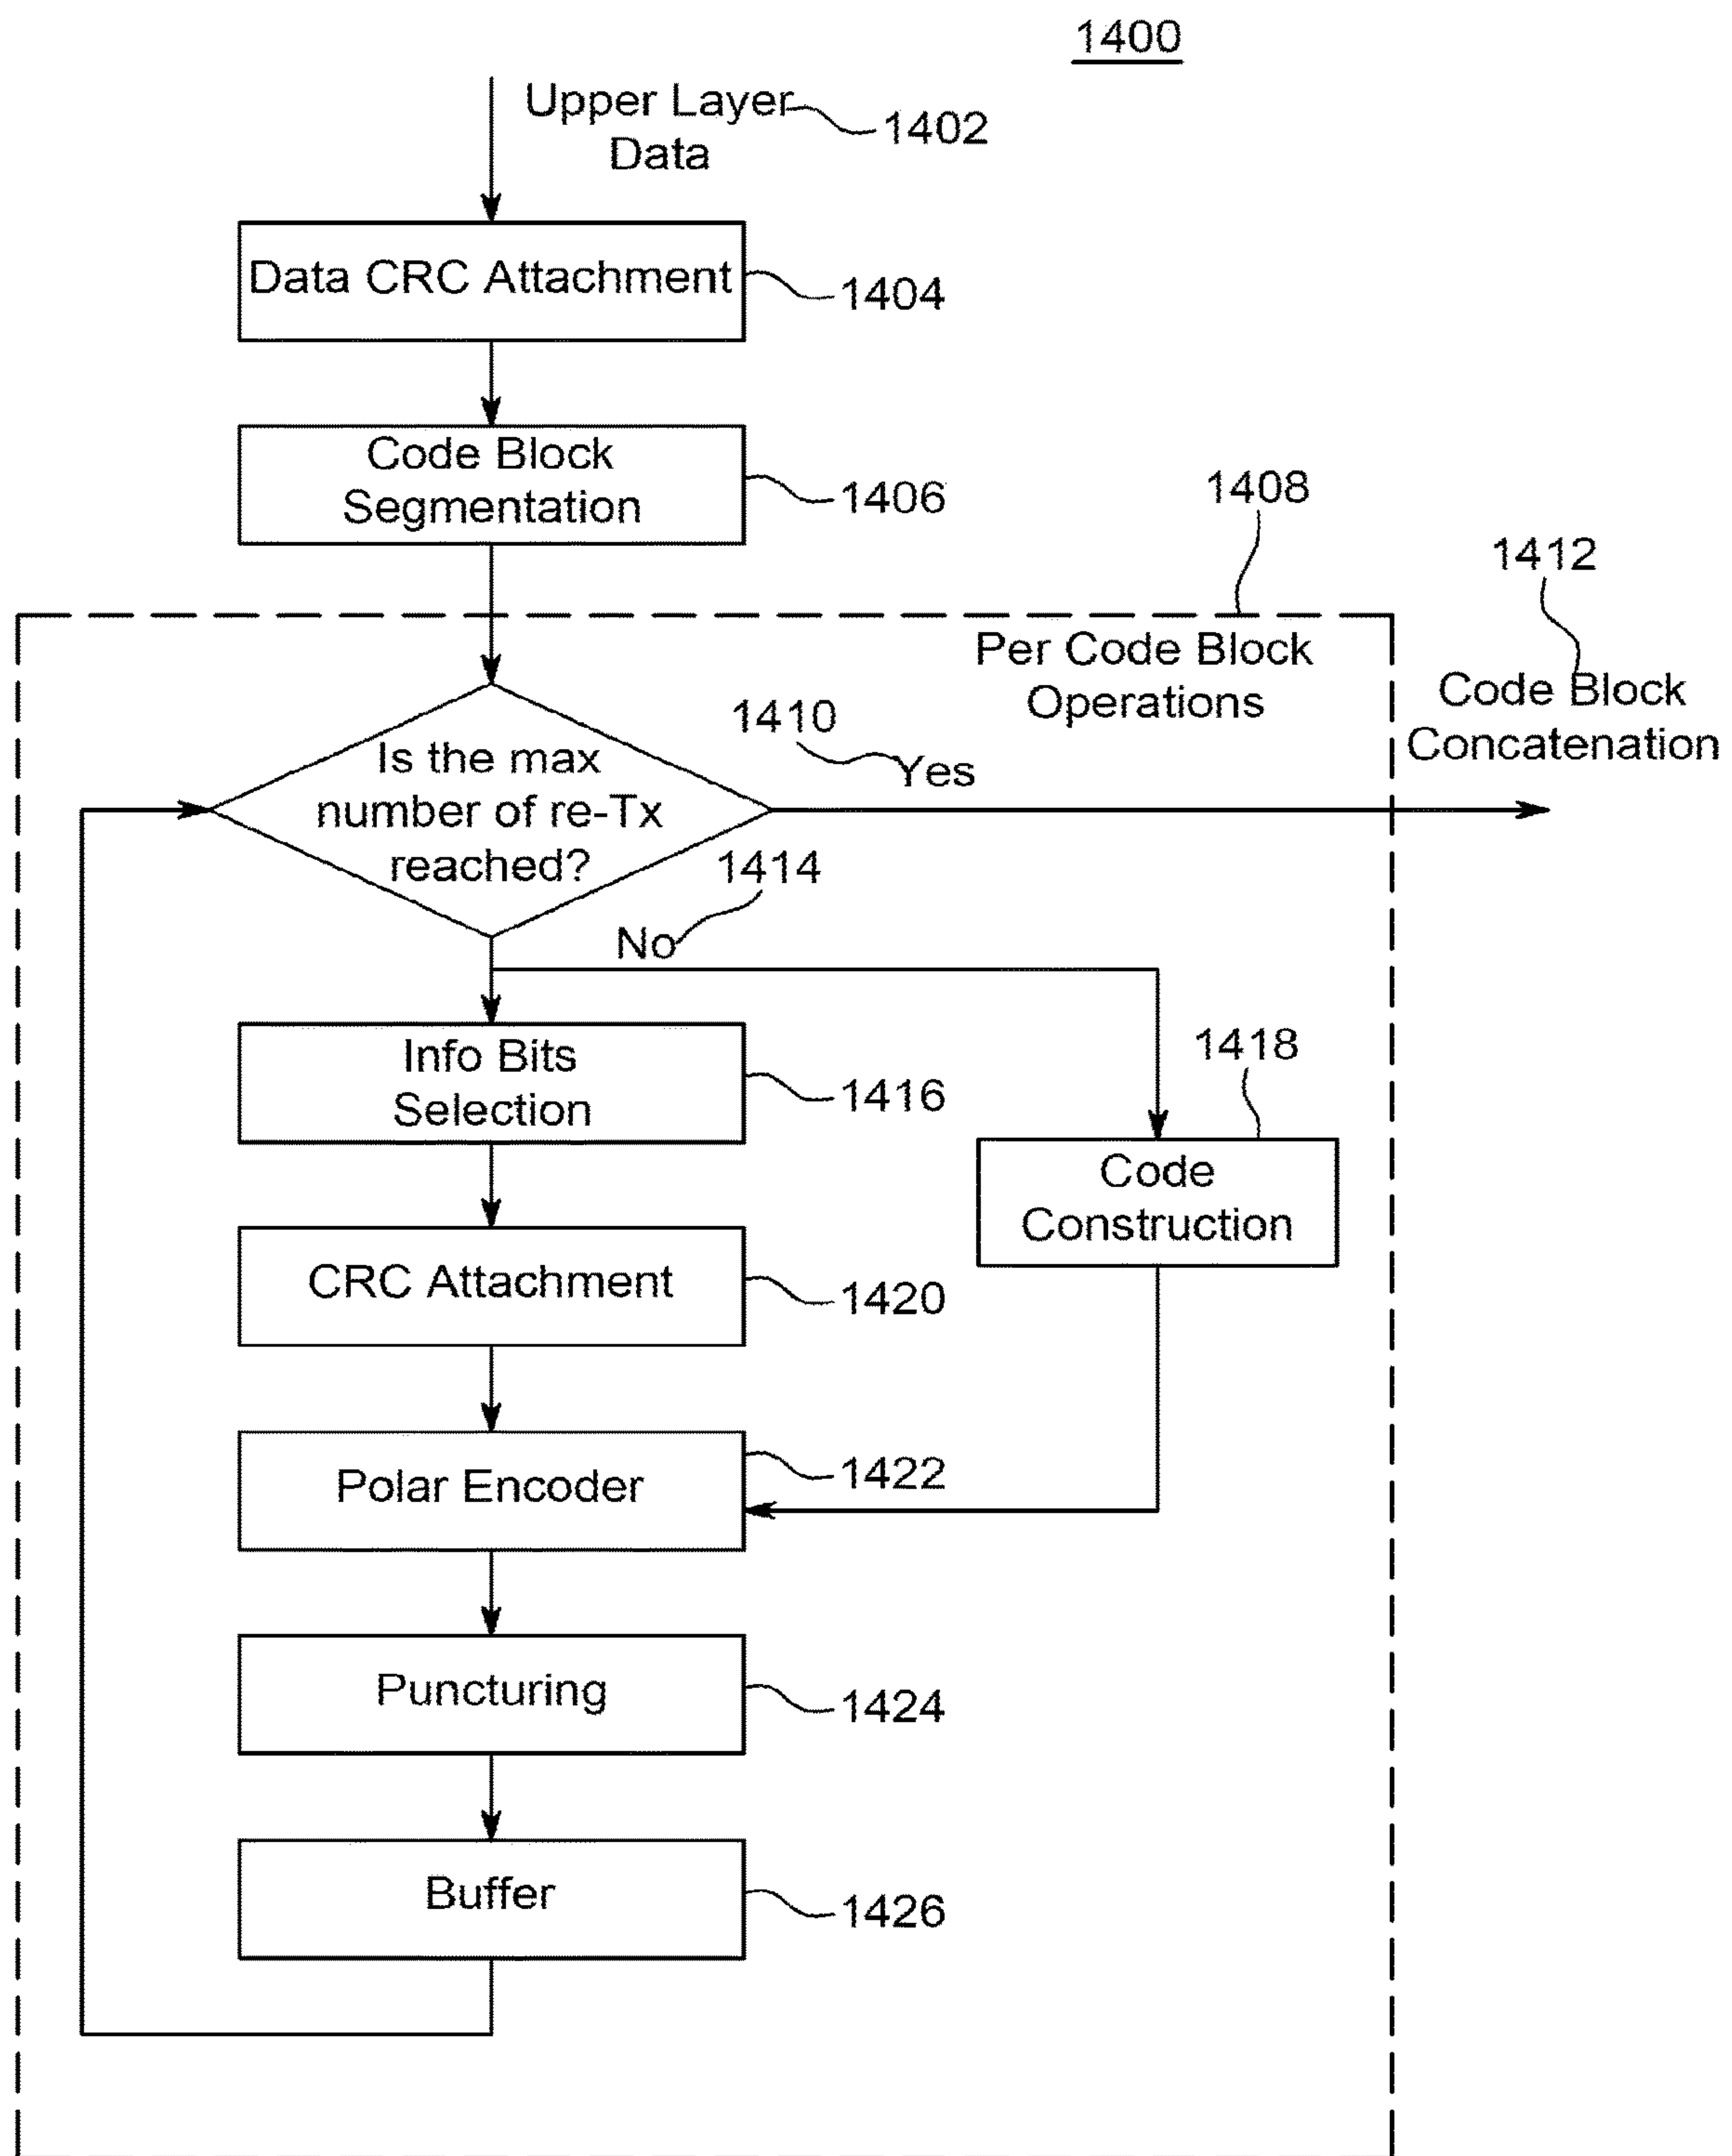 1400
Upper Layer
Data
1402
Data CRC Attachment
1404
Code Block
Segmentation
1406
1408
1412
Per Code Block
Operations
Code Block
Concatenation
Is the max
number of re-Tx
reached?
1410
Yes
1414
No
Info Bits
Selection
1416
1418
Code
Construction
CRC Attachment
1420
Polar Encoder
1422
Puncturing
1424
Buffer
1426